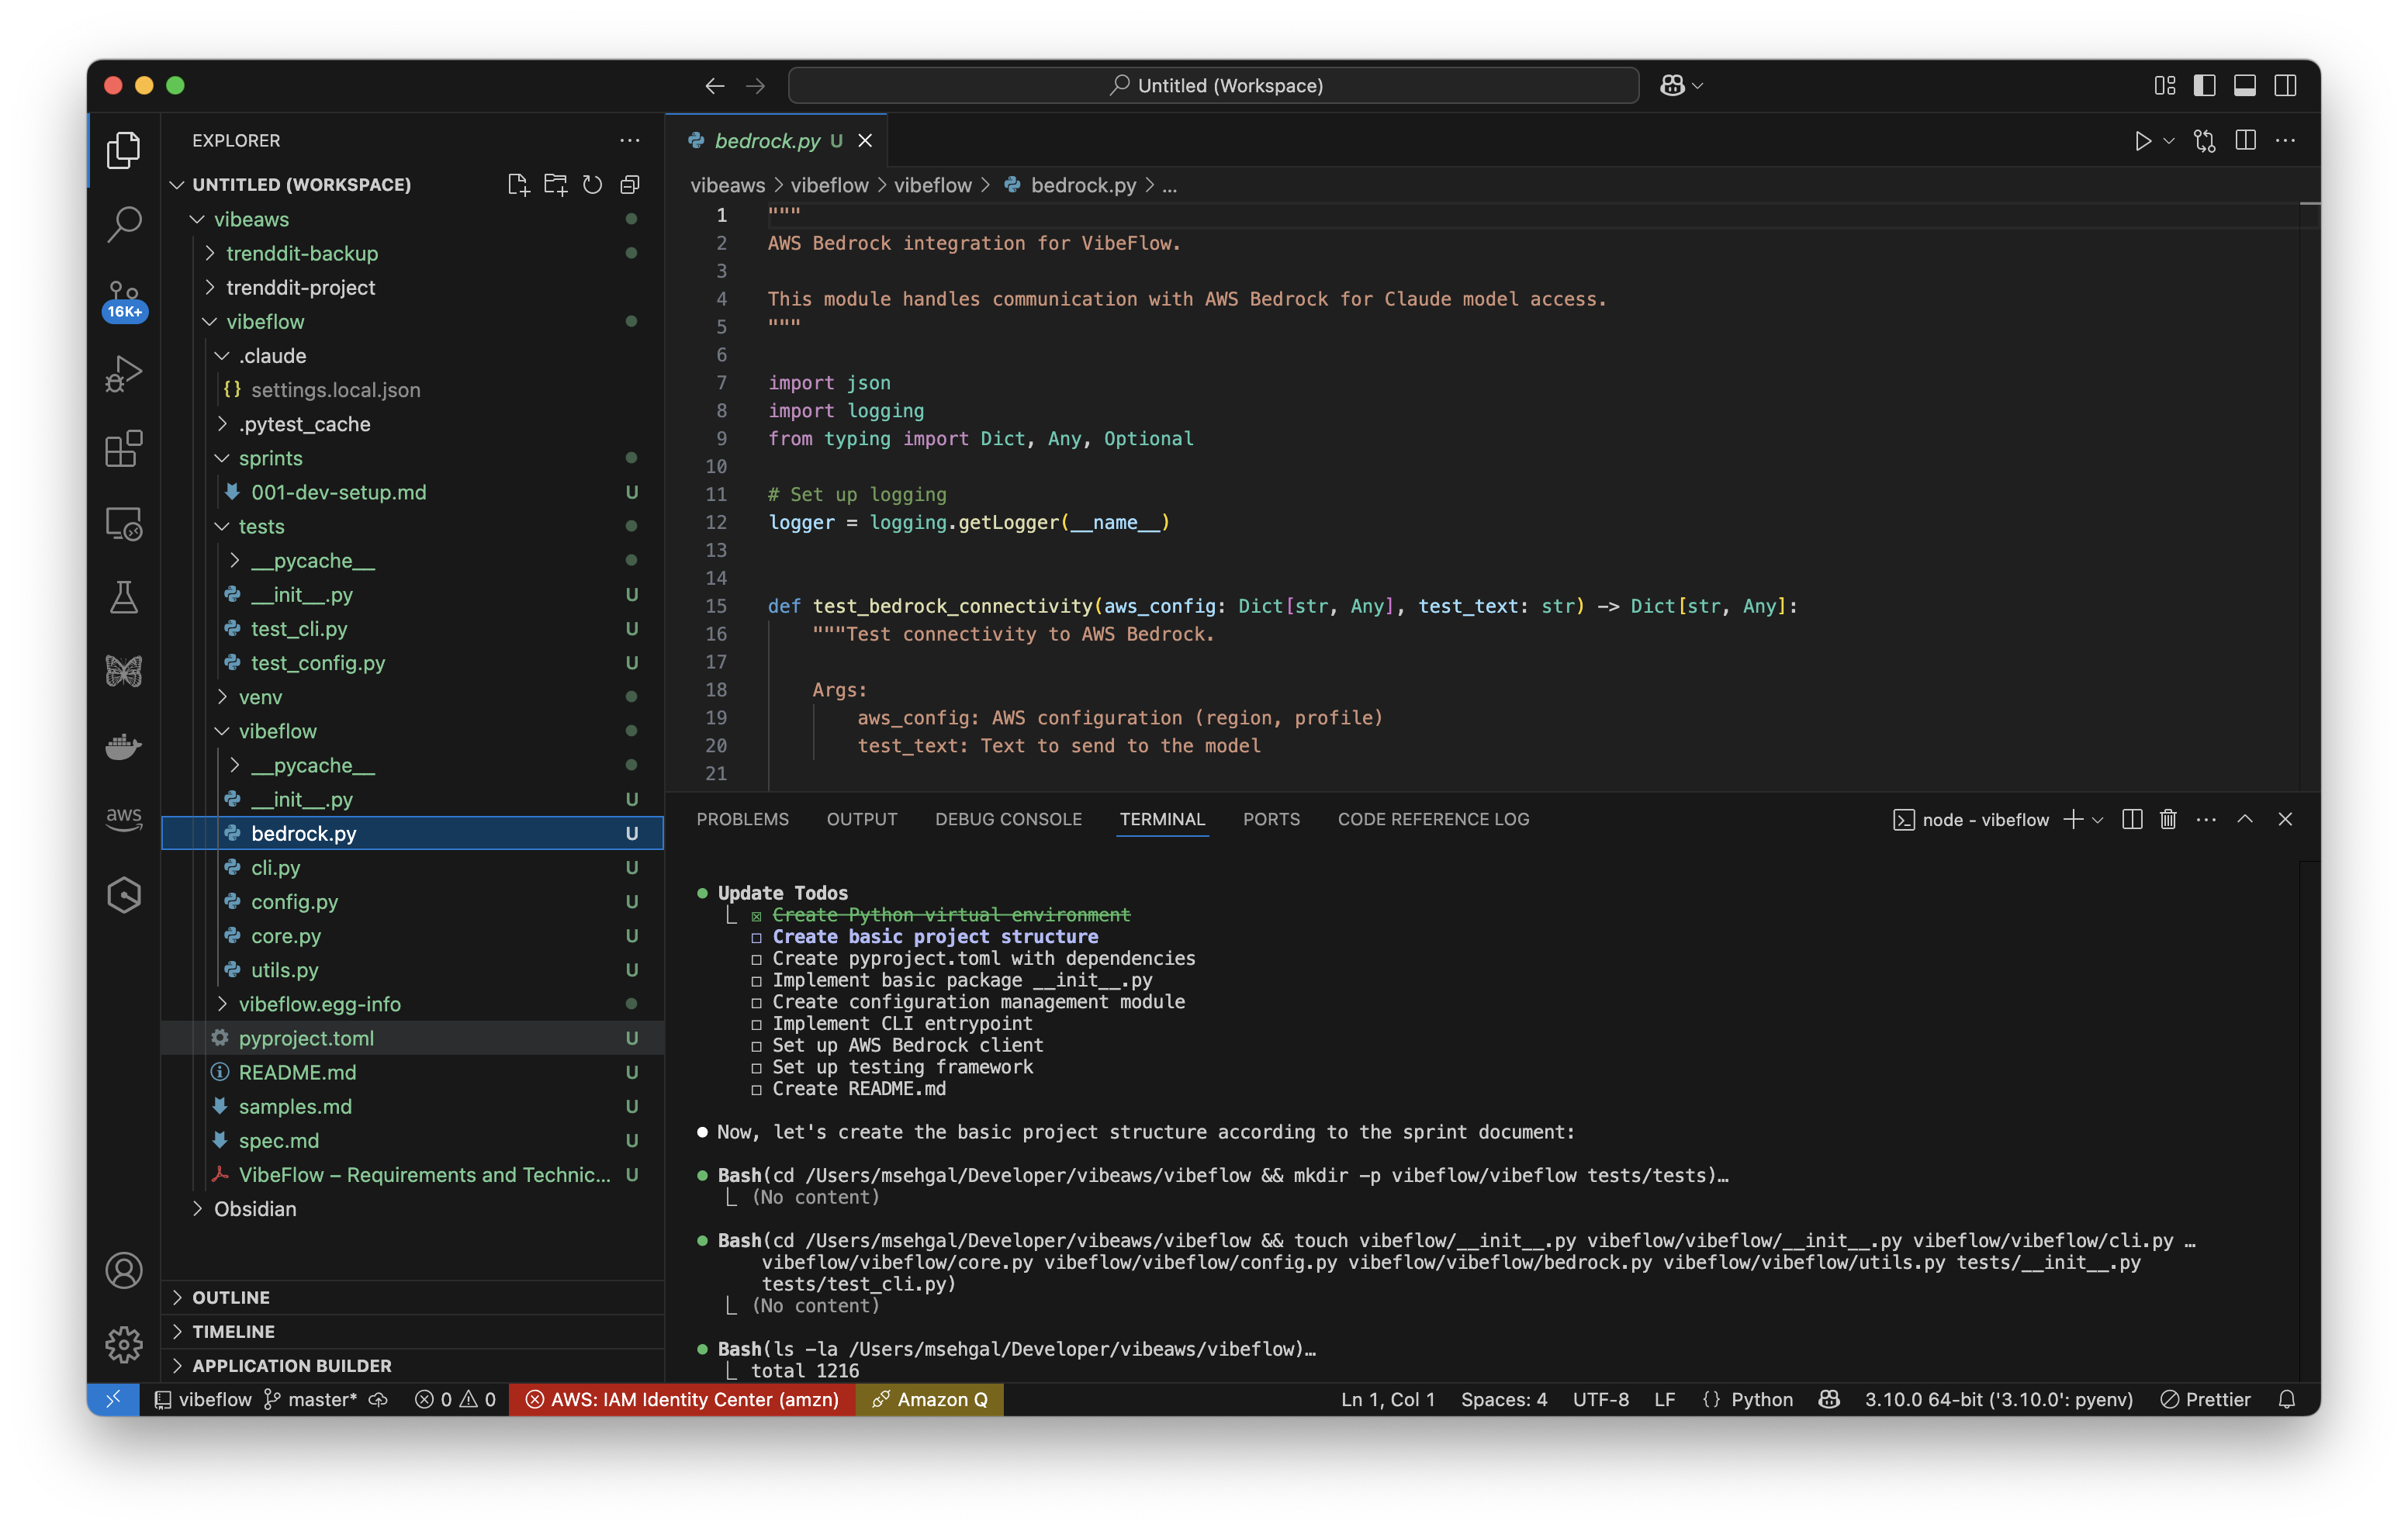 Untitled (Workspace)
EXPLORER
UNTITLED (WORKSPACE)
vibeaws
trenddit-backup
trenddit-project
vibeflow
.claude
{} settings.local.json
.pytest_cache
sprints
001-dev-setup.md U
tests
__pycache__
__init__.py U
test_cli.py U
test_config.py U
venv
vibeflow
__pycache__
__init__.py U
bedrock.py U
cli.py U
config.py U
core.py U
utils.py U
vibeflow.egg-info
pyproject.toml U
README.md U
samples.md U
spec.md U
VibeFlow – Requirements and Technic... U
Obsidian
OUTLINE
TIMELINE
APPLICATION BUILDER
16K+
aws
bedrock.py U
vibeaws > vibeflow > vibeflow > bedrock.py > ...
1 """
2 AWS Bedrock integration for VibeFlow.
3
4 This module handles communication with AWS Bedrock for Claude model access.
5 """
6
7 import json
8 import logging
9 from typing import Dict, Any, Optional
10
11 # Set up logging
12 logger = logging.getLogger(__name__)
13
14
15 def test_bedrock_connectivity(aws_config: Dict[str, Any], test_text: str) -> Dict[str, Any]:
16 """Test connectivity to AWS Bedrock.
17
18 Args:
19 aws_config: AWS configuration (region, profile)
20 test_text: Text to send to the model
21
PROBLEMS OUTPUT DEBUG CONSOLE TERMINAL PORTS CODE REFERENCE LOG
node - vibeflow
Update Todos
☒ Create Python virtual environment
☐ Create basic project structure
☐ Create pyproject.toml with dependencies
☐ Implement basic package __init__.py
☐ Create configuration management module
☐ Implement CLI entrypoint
☐ Set up AWS Bedrock client
☐ Set up testing framework
☐ Create README.md
Now, let's create the basic project structure according to the sprint document:
Bash(cd /Users/msehgal/Developer/vibeaws/vibeflow && mkdir -p vibeflow/vibeflow tests/tests)…
(No content)
Bash(cd /Users/msehgal/Developer/vibeaws/vibeflow && touch vibeflow/__init__.py vibeflow/vibeflow/__init__.py vibeflow/vibeflow/cli.py …
vibeflow/vibeflow/core.py vibeflow/vibeflow/config.py vibeflow/vibeflow/bedrock.py vibeflow/vibeflow/utils.py tests/__init__.py
tests/test_cli.py)
(No content)
Bash(ls -la /Users/msehgal/Developer/vibeaws/vibeflow)…
total 1216
vibeflow master* 0 0 AWS: IAM Identity Center (amzn) Amazon Q Ln 1, Col 1 Spaces: 4 UTF-8 LF {} Python 3.10.0 64-bit ('3.10.0': pyenv) Prettier